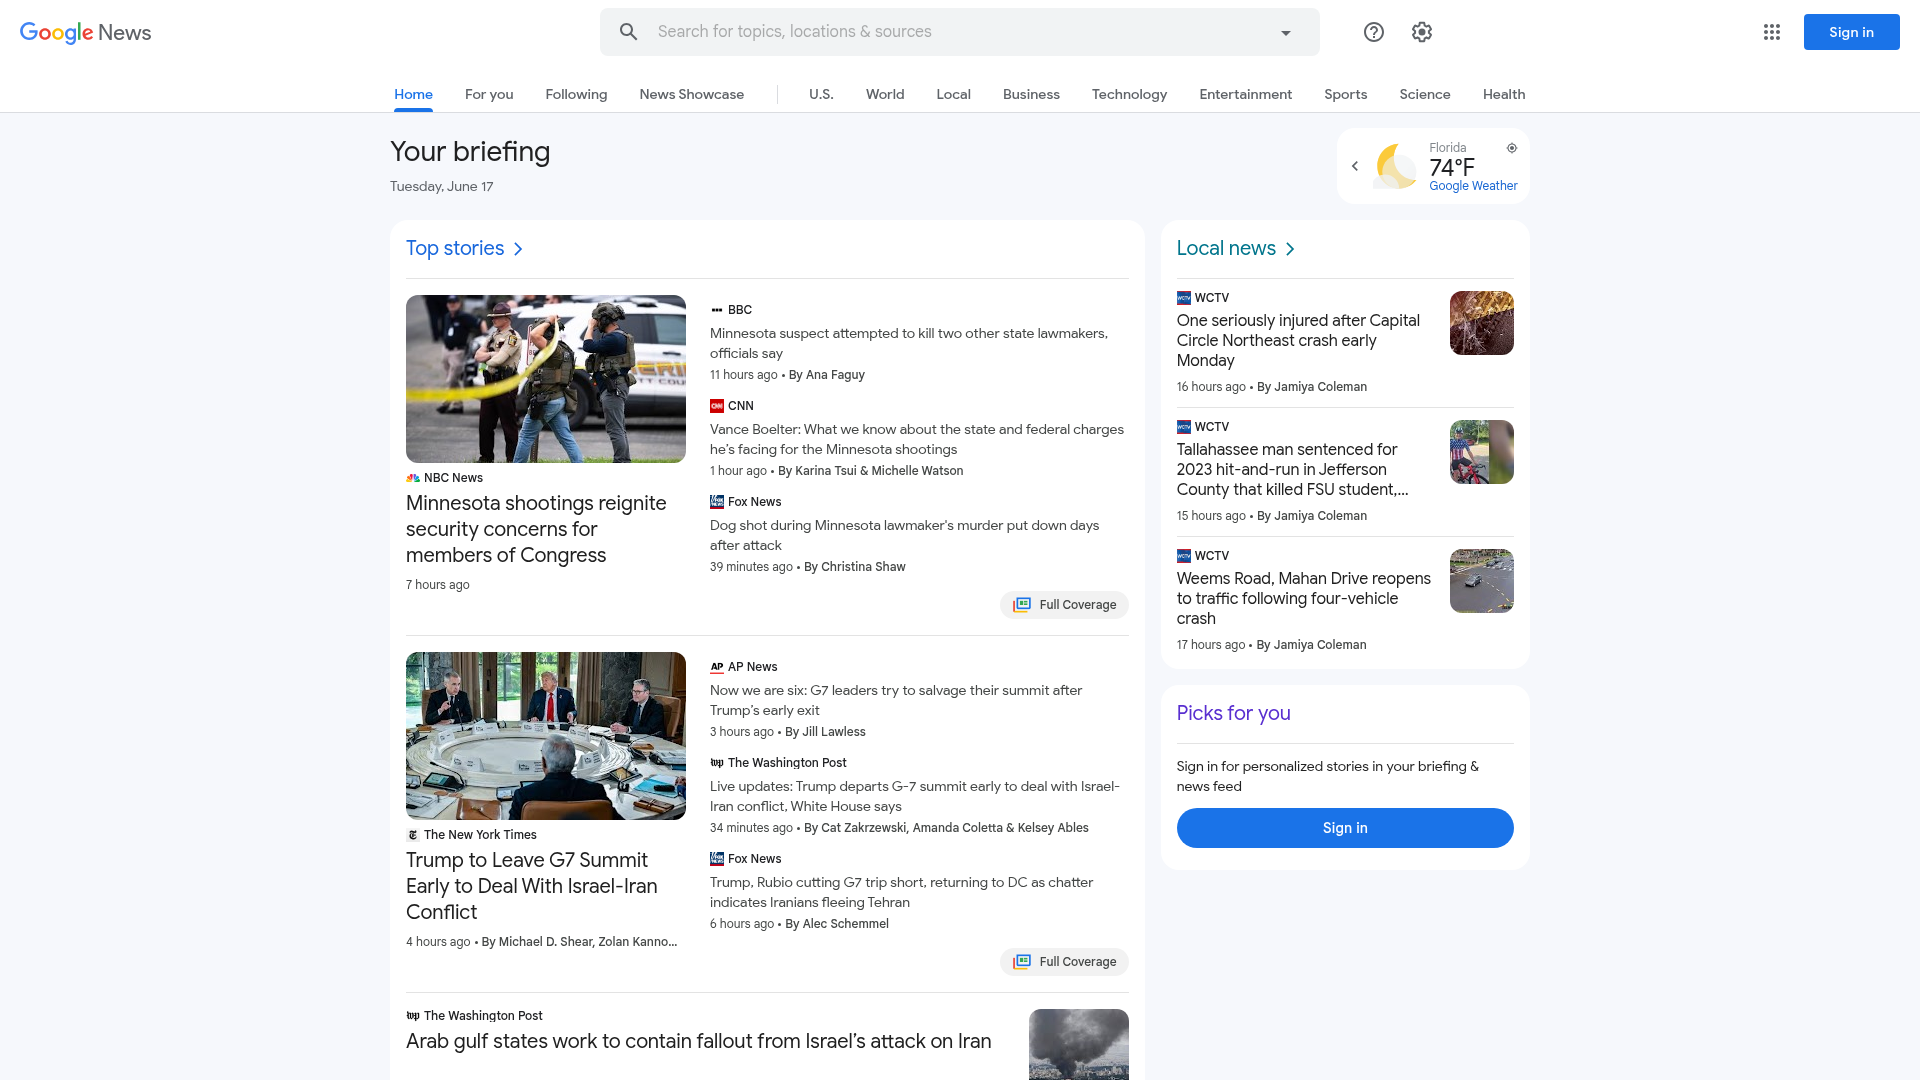 Google News
Search for topics, locations & sources
Sign in
Home
For you
Following
News Showcase
U.S.
World
Local
Business
Technology
Entertainment
Sports
Science
Health
Your briefing
Tuesday, June 17
Florida
74°F
Google Weather
Top stories
NBC News
Minnesota shootings reignite
security concerns for
members of Congress
7 hours ago
BBC
Minnesota suspect attempted to kill two other state lawmakers,
officials say
11 hours ago • By Ana Faguy
CNN
Vance Boelter: What we know about the state and federal charges
he’s facing for the Minnesota shootings
1 hour ago • By Karina Tsui & Michelle Watson
Fox News
Dog shot during Minnesota lawmaker's murder put down days
after attack
39 minutes ago • By Christina Shaw
Full Coverage
The New York Times
Trump to Leave G7 Summit
Early to Deal With Israel-Iran
Conflict
4 hours ago • By Michael D. Shear, Zolan Kanno...
AP News
Now we are six: G7 leaders try to salvage their summit after
Trump’s early exit
3 hours ago • By Jill Lawless
The Washington Post
Live updates: Trump departs G-7 summit early to deal with Israel-
Iran conflict, White House says
34 minutes ago • By Cat Zakrzewski, Amanda Coletta & Kelsey Ables
Fox News
Trump, Rubio cutting G7 trip short, returning to DC as chatter
indicates Iranians fleeing Tehran
6 hours ago • By Alec Schemmel
Full Coverage
The Washington Post
Arab gulf states work to contain fallout from Israel’s attack on Iran
Local news
WCTV
One seriously injured after Capital
Circle Northeast crash early
Monday
16 hours ago • By Jamiya Coleman
WCTV
Tallahassee man sentenced for
2023 hit-and-run in Jefferson
County that killed FSU student,...
15 hours ago • By Jamiya Coleman
WCTV
Weems Road, Mahan Drive reopens
to traffic following four-vehicle
crash
17 hours ago • By Jamiya Coleman
Picks for you
Sign in for personalized stories in your briefing &
news feed
Sign in